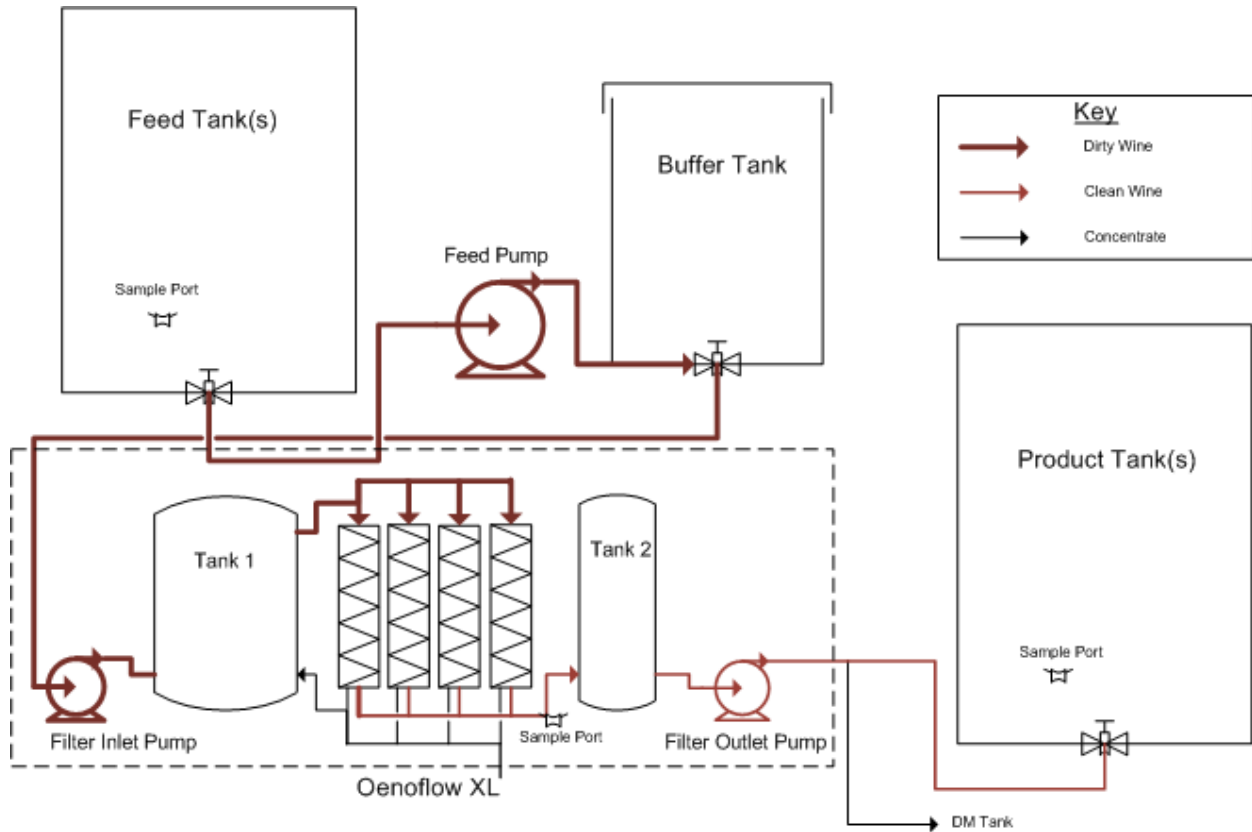 Feed Tank(s)
Sample Port
Feed Pump
Buffer Tank
Key
Dirty Wine
Clean Wine
Concentrate
Product Tank(s)
Sample Port
Tank 1
Tank 2
Sample Port
Filter Inlet Pump
Filter Outlet Pump
Oenoflow XL
DM Tank